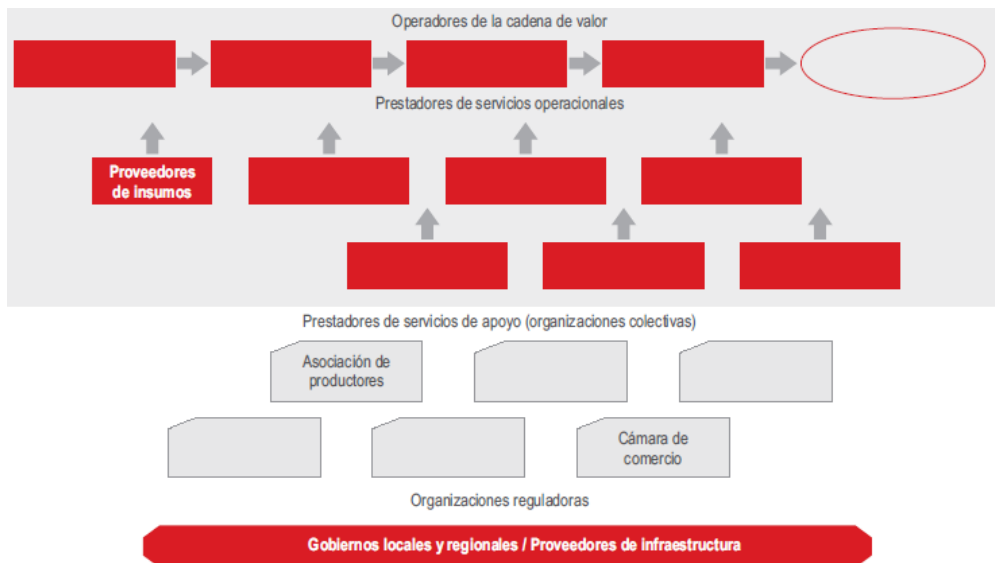 Operadores de la cadena de valor
Prestadores de servicios operacionales
Proveedores
de insumos
Prestadores de servicios de apoyo (organizaciones colectivas)
Asociación de
productores
Cámara de
comercio
Organizaciones reguladoras
Gobiernos locales y regionales / Proveedores de infraestructura